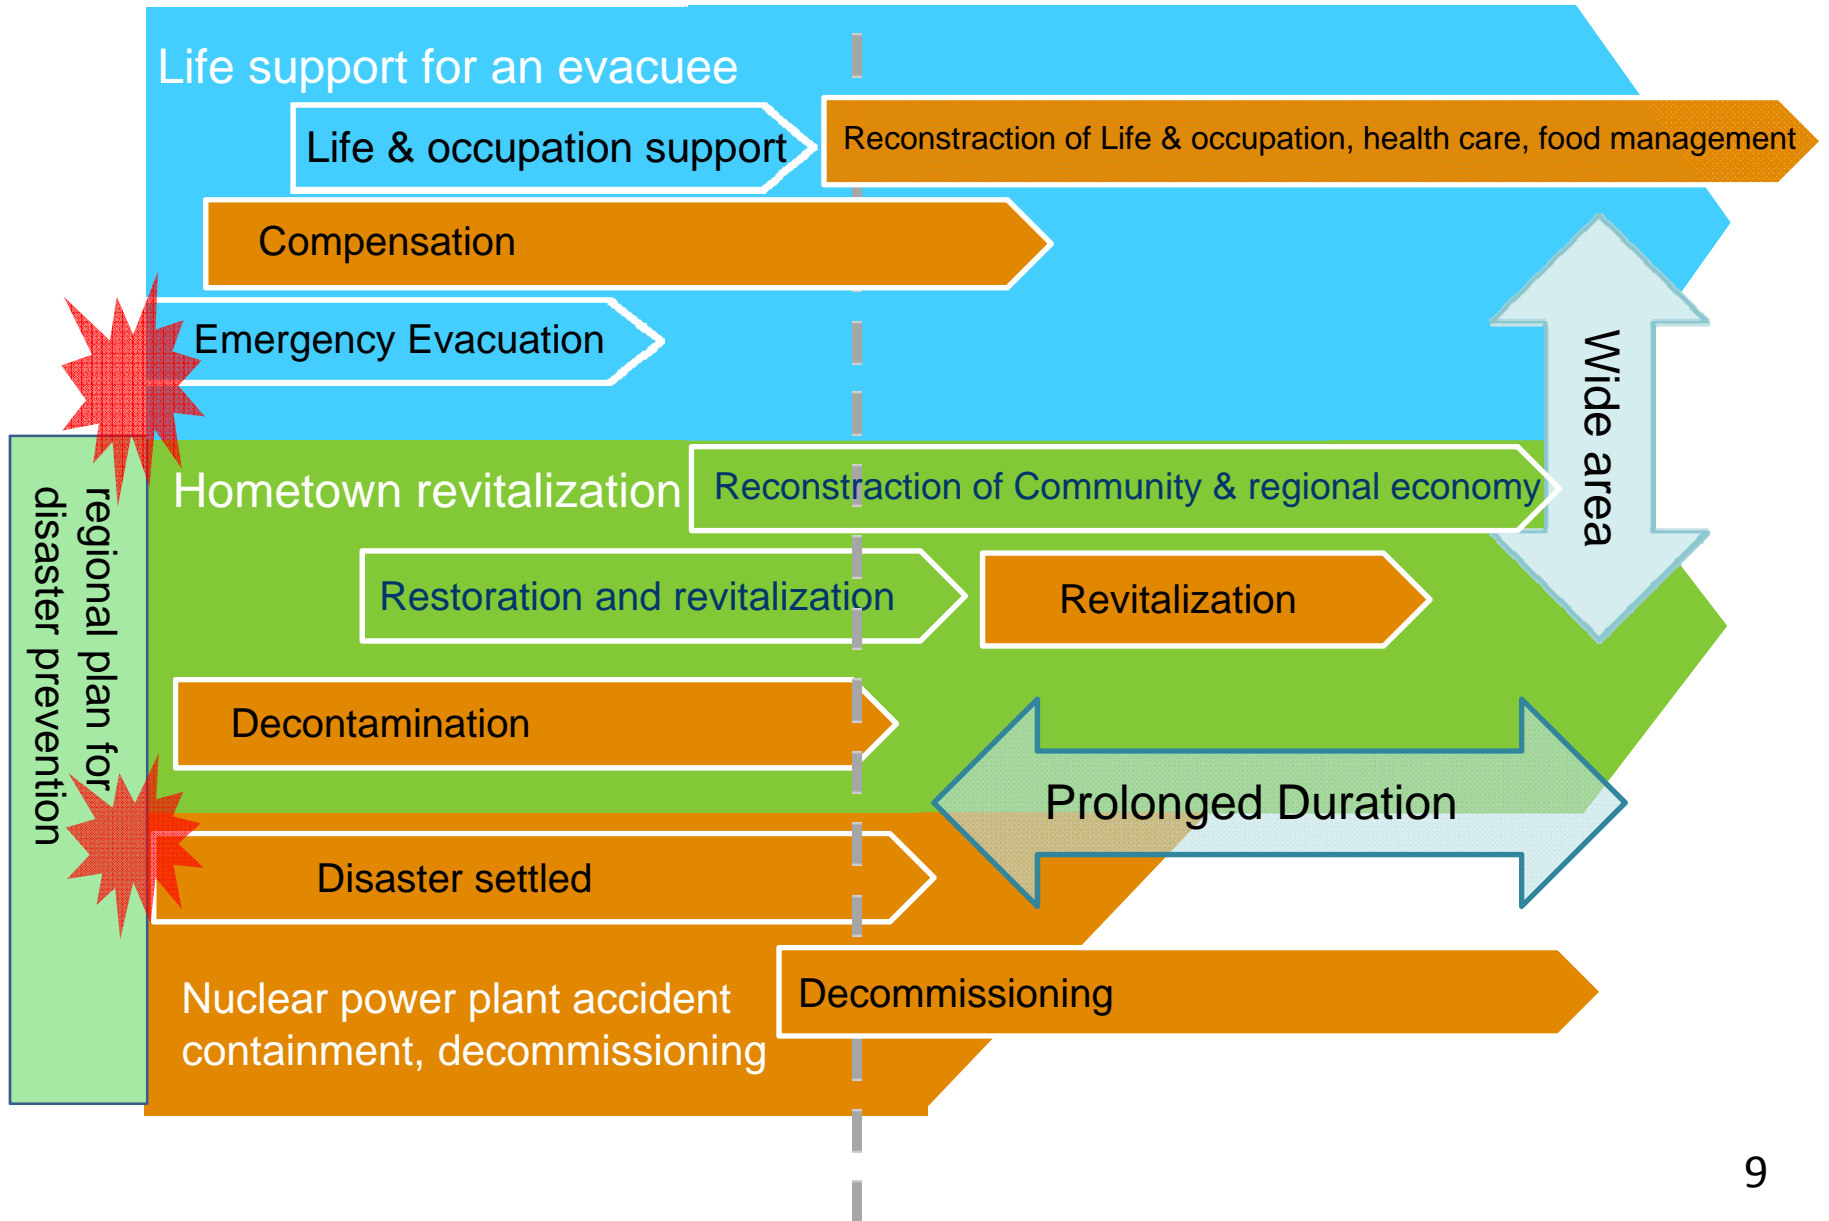 Life support for an evacuee
Life & occupation support
Reconstraction of Life & occupation, health care, food management
Compensation
Emergency Evacuation
Wide area
Hometown revitalization
Reconstraction of Community & regional economy
regional plan for
disaster prevention
Restoration and revitalization
Revitalization
Decontamination
Prolonged Duration
Disaster settled
Nuclear power plant accident
containment, decommissioning
Decommissioning
9